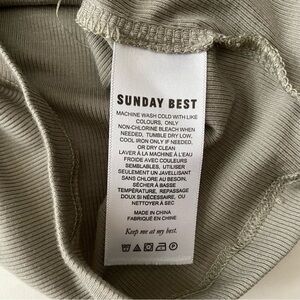 SUNDAY BEST
MACHINE WASH COLD WITH LIKE
COLOURS, ONLY
NON-CHLORINE BLEACH WHEN
NEEDED, TUMBLE DRY LOW,
COOL IRON ONLY IF NEEDED,
OR DRY CLEAN
LAVER À LA MACHINE À L'EAU
FROIDE AVEC COULEURS
SEMBLABLES, UTILISER
SEULEMENT UN JAVELLISANT
SANS CHLORE AU BESOIN,
SÉCHER À BASSE
TEMPÉRATURE, REPASSAGE
DOUX SI NÉCESSAIRE, OU
NETTOYER À SEC
MADE IN CHINA
FABRIQUÉ EN CHINE
Keep me at my best.